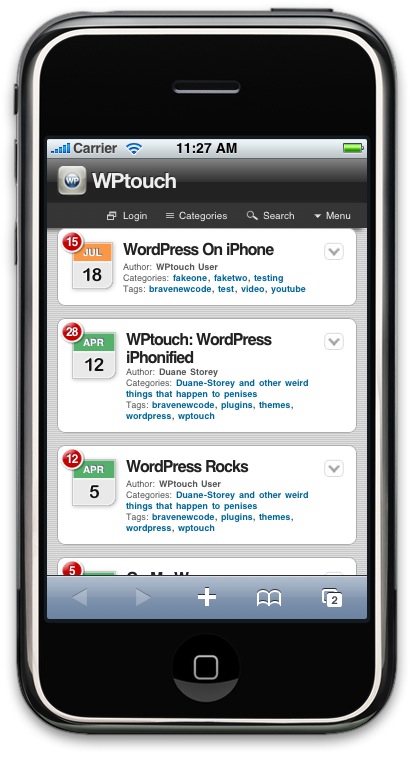 Carrier 11:27 AM
WP WPtouch
Login Categories Search Menu
15
JUL
18
WordPress On iPhone
Author: WPtouch User
Categories: fakeone, faketwo, testing
Tags: bravenewcode, test, video, youtube
28
APR
12
WPtouch: WordPress
iPhonified
Author: Duane Storey
Categories: Duane-Storey and other weird
things that happen to penises
Tags: bravenewcode, plugins, themes,
wordpress, wptouch
12
APR
5
WordPress Rocks
Author: WPtouch User
Categories: Duane-Storey and other weird
things that happen to penises
Tags: bravenewcode, plugins, themes,
wordpress, wptouch
5
2